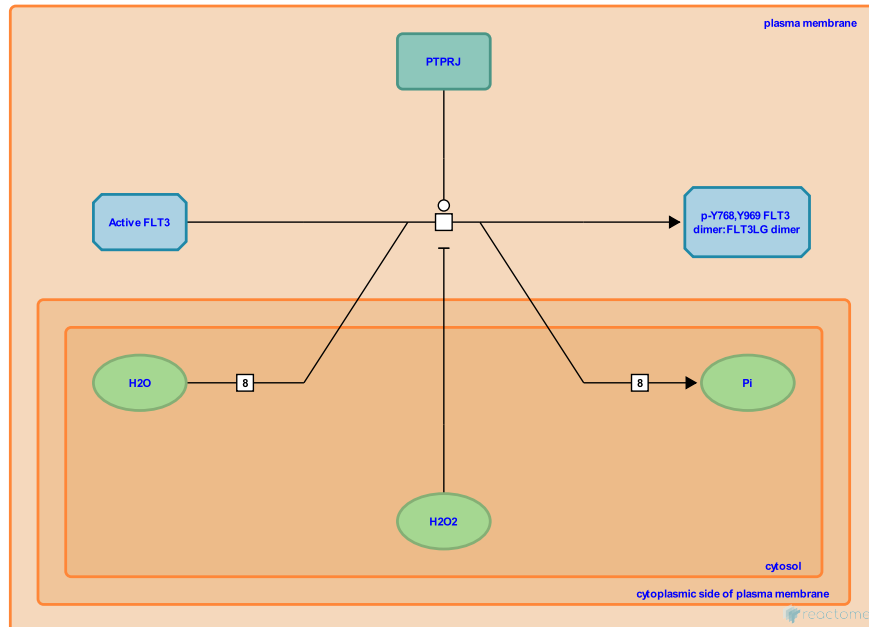 plasma membrane
PTPRJ
Active FLT3
p-Y768,Y969 FLT3
dimer:FLT3LG dimer
H2O
8
8
Pi
H2O2
cytosol
cytoplasmic side of plasma membrane
reactome